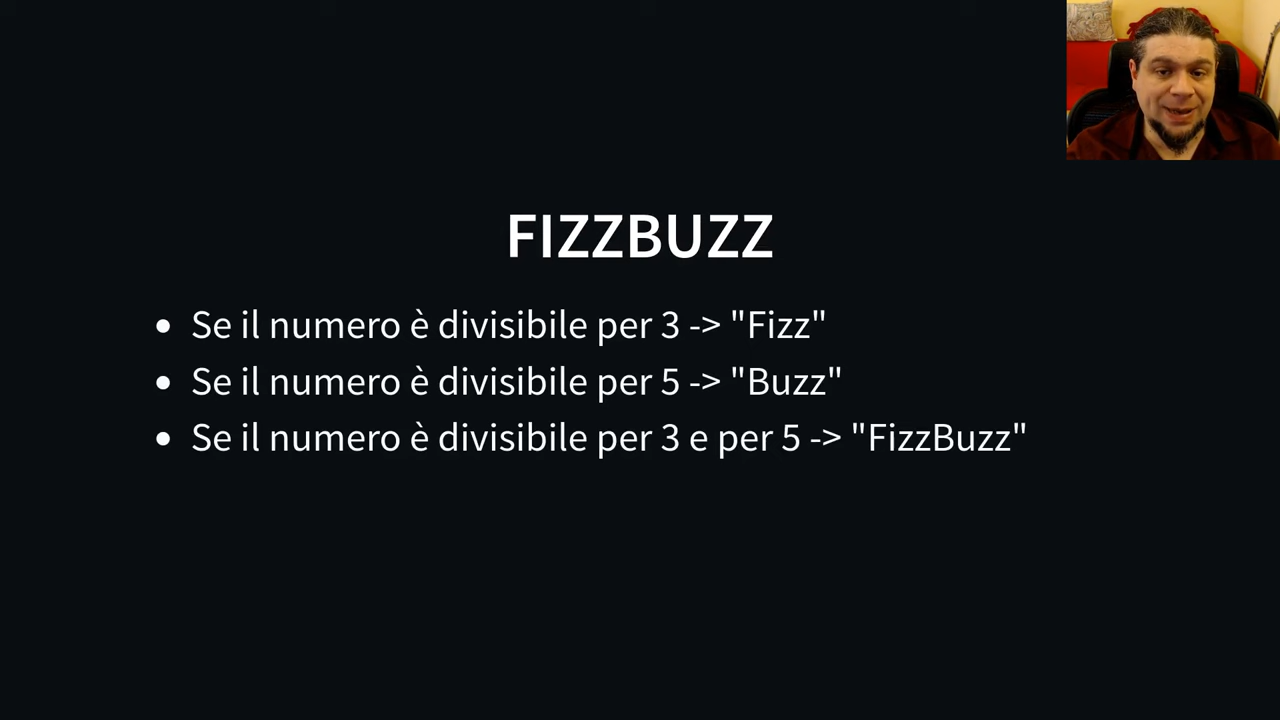 FIZZBUZZ
• Se il numero è divisibile per 3 -> "Fizz"
• Se il numero è divisibile per 5 -> "Buzz"
• Se il numero è divisibile per 3 e per 5 -> "FizzBuzz"